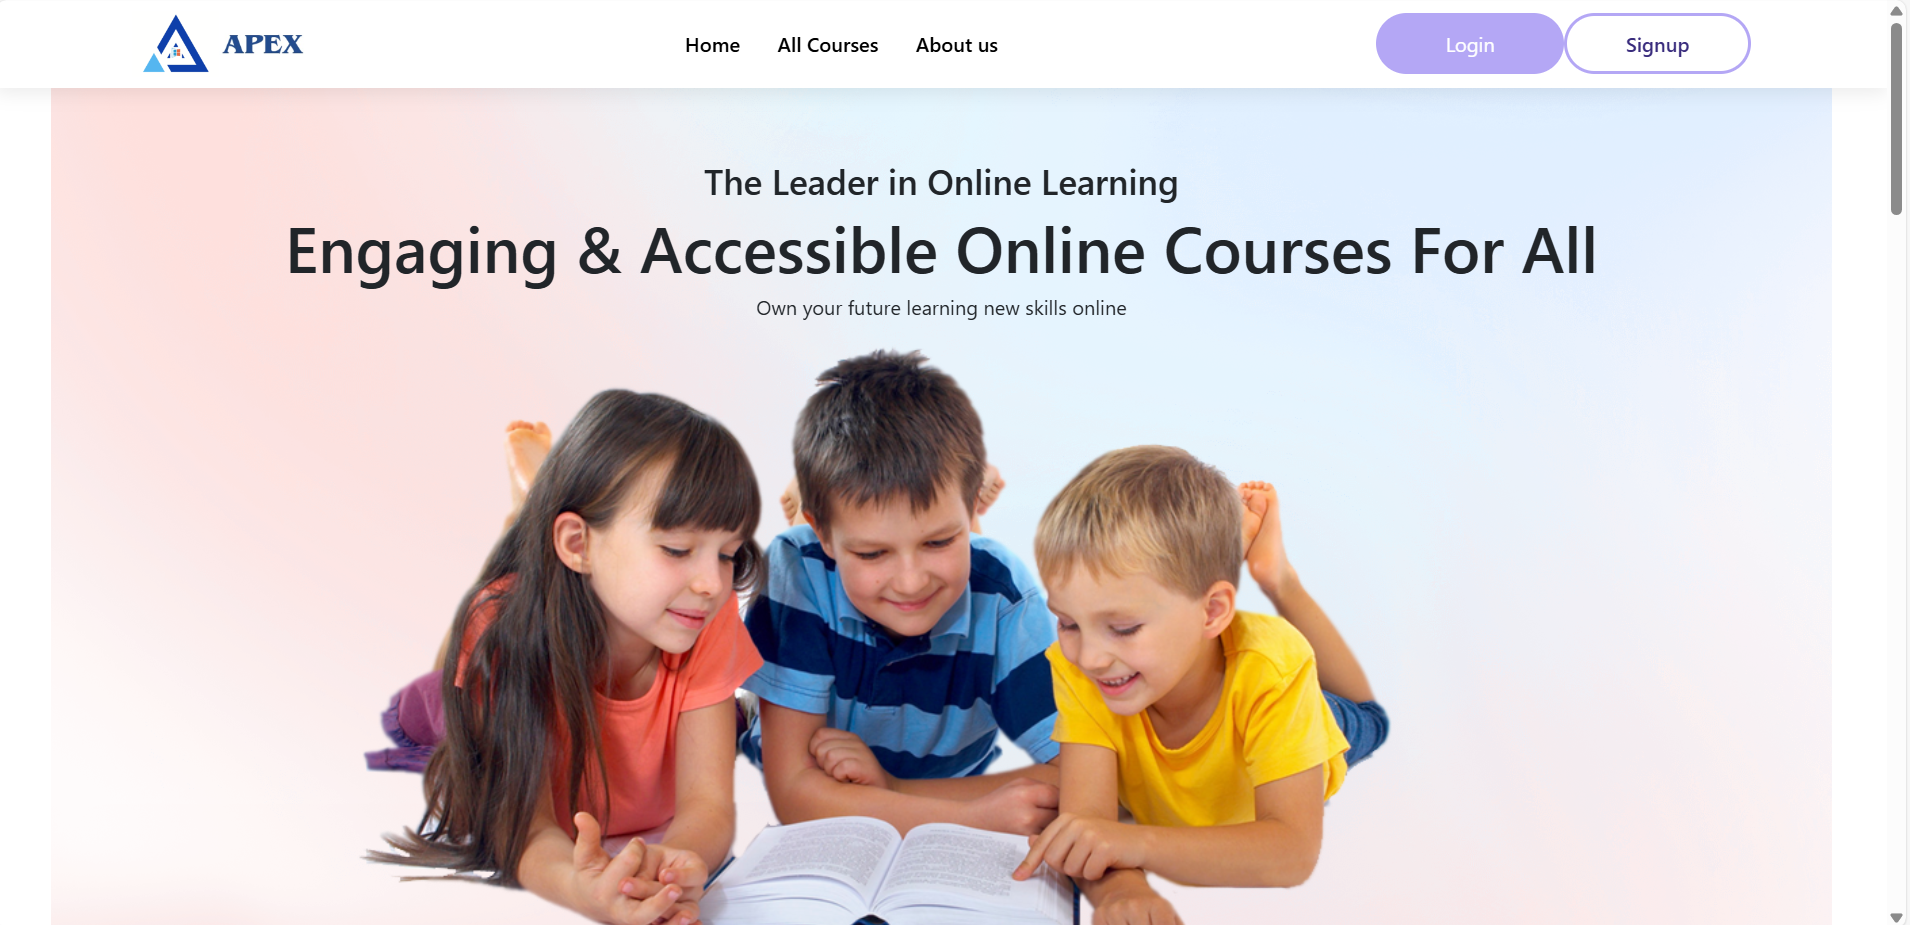 APEX
Home
All Courses
About us
Login
Signup
The Leader in Online Learning
Engaging & Accessible Online Courses For All
Own your future learning new skills online